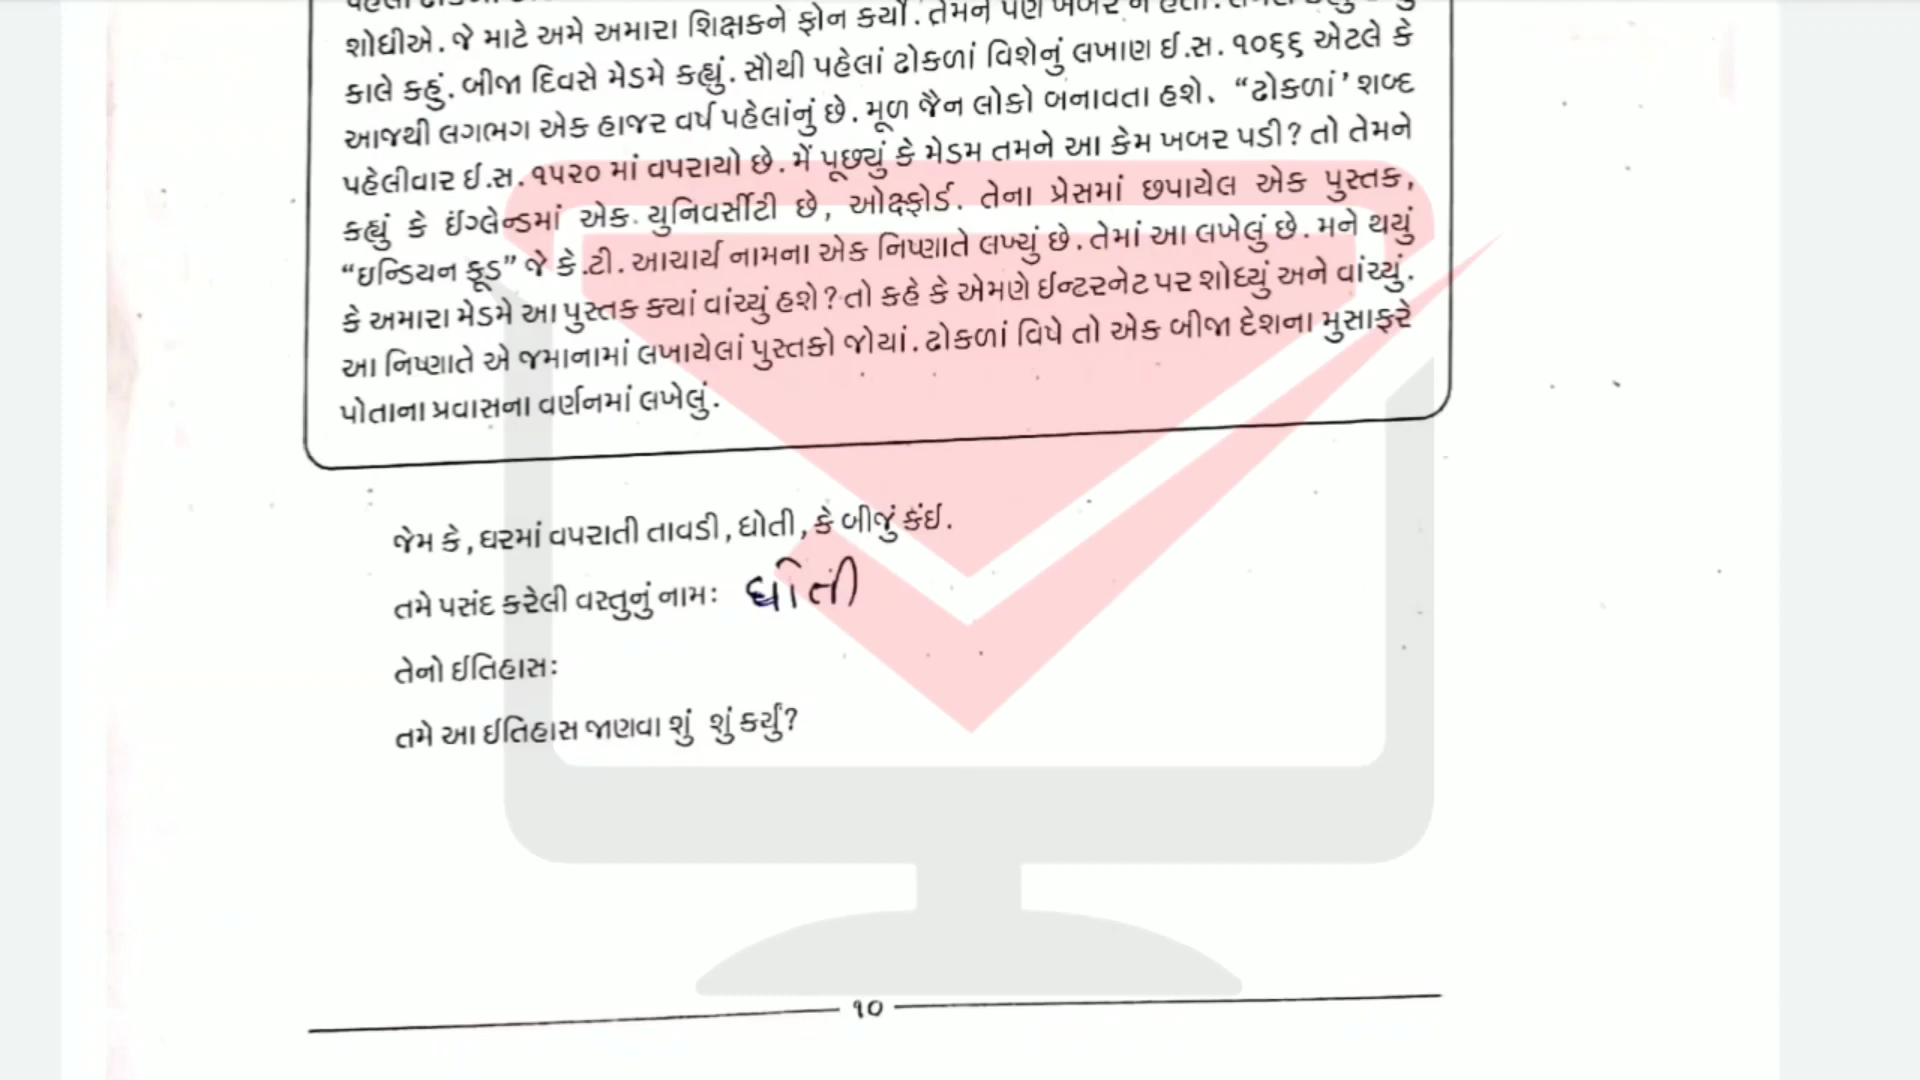 શોધીએ. જે માટે અમે અમારા શિક્ષકને ફોન કર્યો. તેમને પણ ખબર ન હતી.
કાલે કહું. બીજા દિવસે મેડમે કહ્યું. સૌથી પહેલાં ઢોકળાં વિશેનું લખાણ ઈ.સ. ૧૦૬૬ એટલે કે
આજથી લગભગ એક હજાર વર્ષ પહેલાંનું છે. મૂળ જૈન લોકો બનાવતા હશે. “ઢોકળાં’ શબ્દ
પહેલીવાર ઈ.સ. ૧૫૨૦ માં વપરાયો છે. મેં પૂછ્યું કે મેડમ તમને આ કેમ ખબર પડી? તો તેમને
કહ્યું કે ઈંગ્લેન્ડમાં એક યુનિવર્સીટી છે, ઓક્ષ્ફોર્ડ. તેના પ્રેસમાં છપાયેલ એક પુસ્તક,
“ઇન્ડિયન ફૂડ” જે કે.ટી. આચાર્ય નામના એક નિષ્ણાતે લખ્યું છે. તેમાં આ લખેલું છે. મને થયું
કે અમારા મેડમે આ પુસ્તક ક્યાં વાંચ્યું હશે? તો કહે કે એમણે ઈન્ટરનેટ પર શોધ્યું અને વાંચ્યું.
આ નિષ્ણાતે એ જમાનામાં લખાયેલાં પુસ્તકો જોયાં. ઢોકળાં વિષે તો એક બીજા દેશના મુસાફરે
પોતાના પ્રવાસના વર્ણનમાં લખેલું.
જેમ કે, ઘરમાં વપરાતી તાવડી, ધોતી, કે બીજું કંઈ.
તમે પસંદ કરેલી વસ્તુનું નામઃ ધોતી
તેનો ઈતિહાસઃ
તમે આ ઈતિહાસ જાણવા શું શું કર્યું?
૧૦